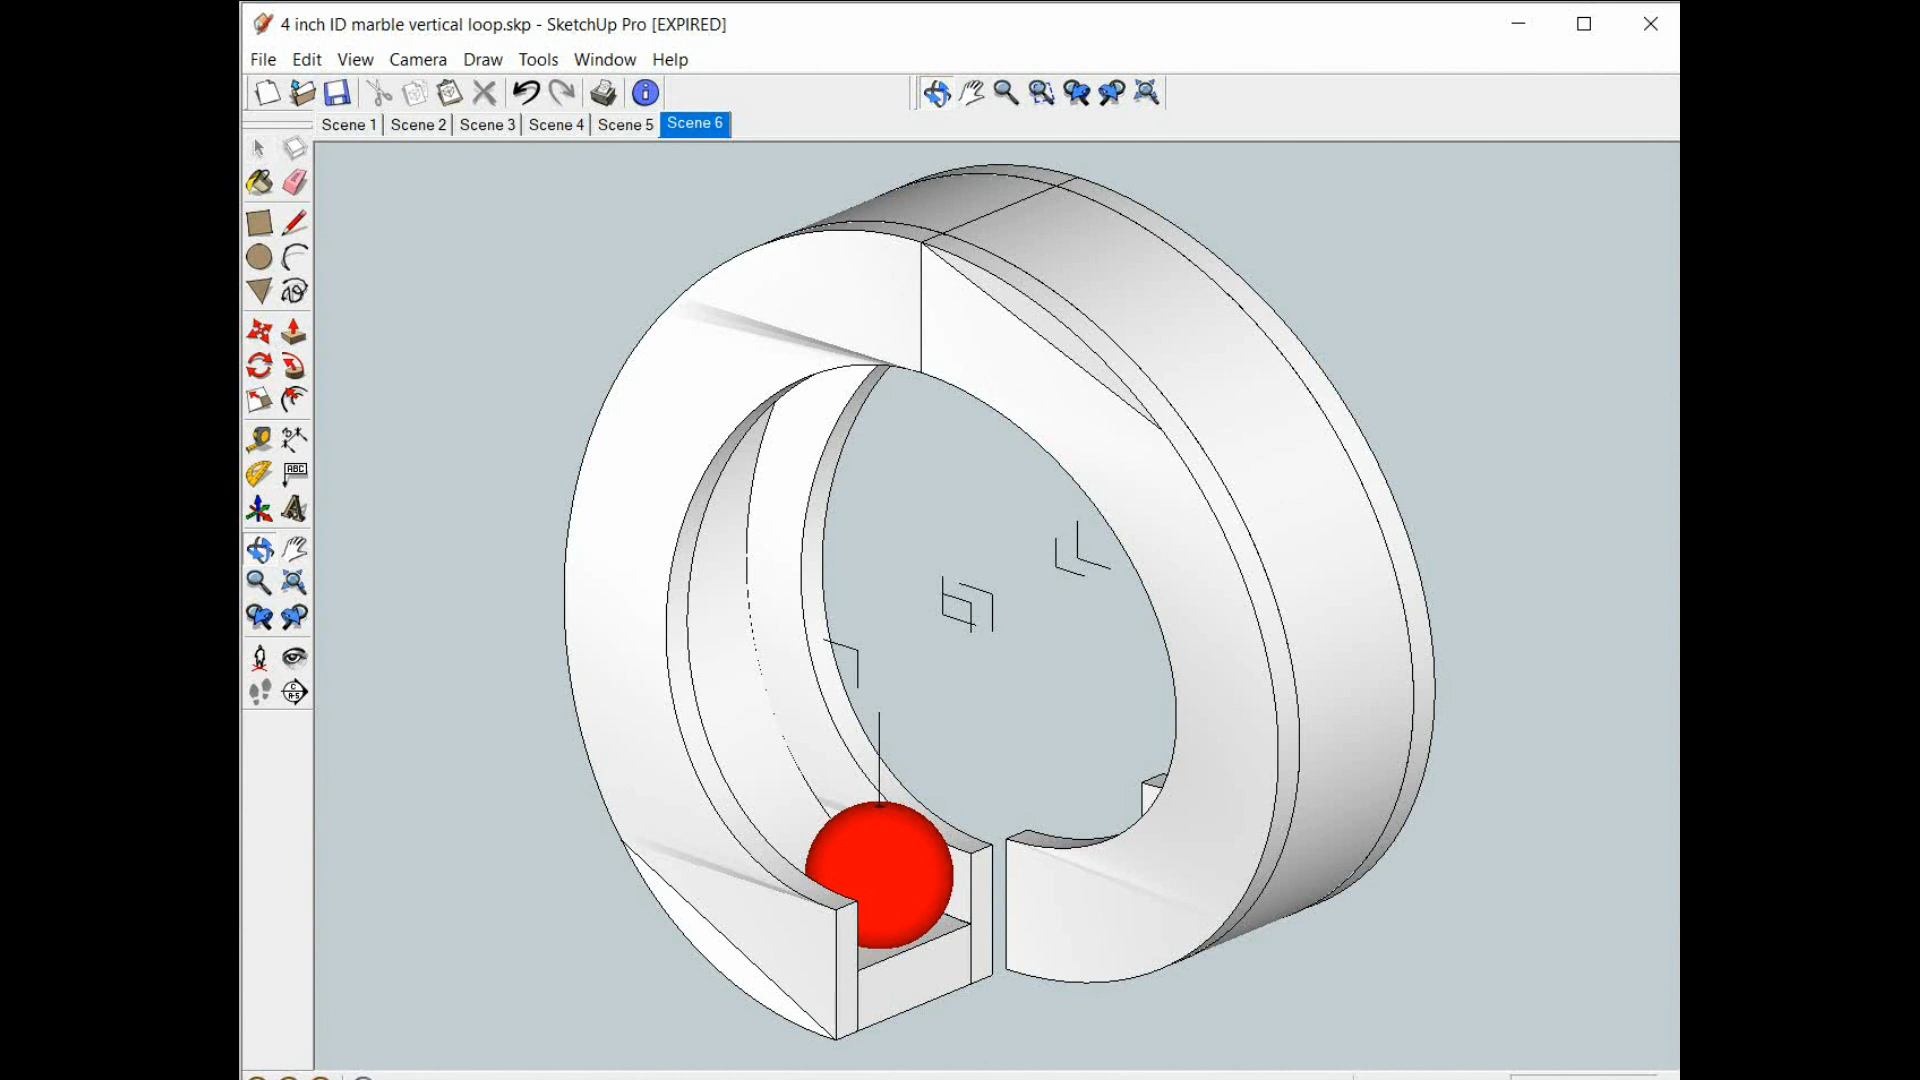 4 inch ID marble vertical loop.skp - SketchUp Pro [EXPIRED]
File Edit View Camera Draw Tools Window Help
Scene 1 Scene 2 Scene 3 Scene 4 Scene 5 Scene 6
ABC